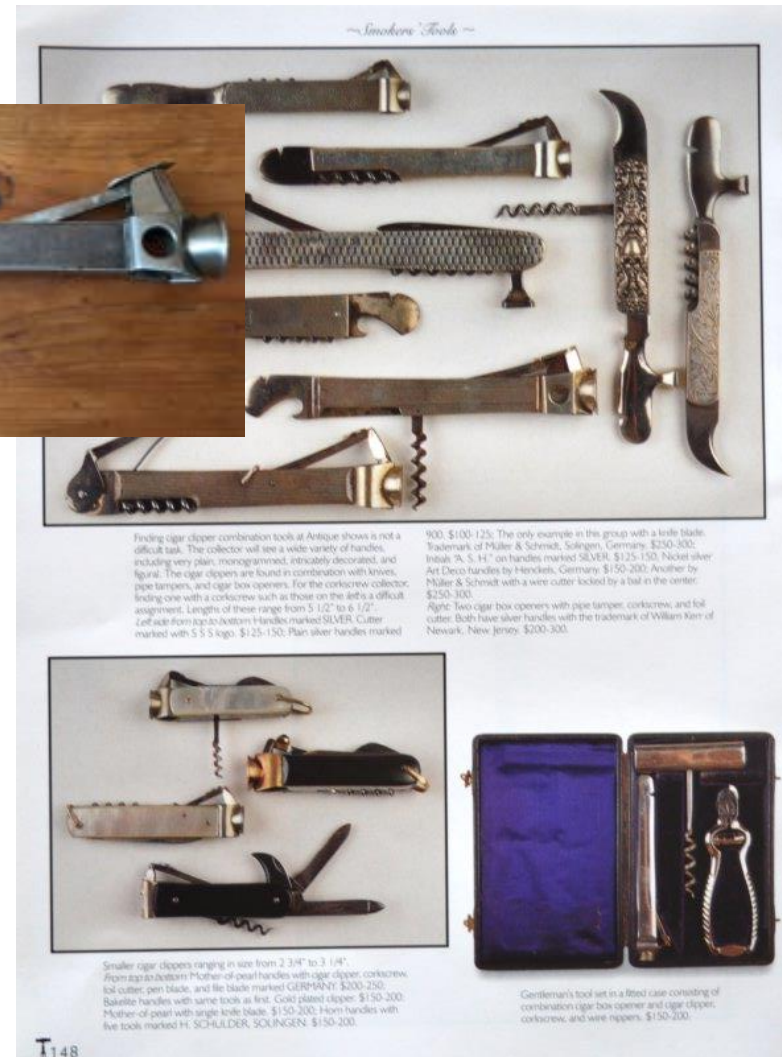 ~Smokers' Tools~
Finding cigar clipper combination tools at Antique shows is not a
difficult task. The collector will see a wide variety of handles,
including very plain, monogrammed, intricately decorated, and
figural. The cigar clippers are found in combination with knives,
pipe tampers, and cigar box openers. For the corkscrew collector,
finding one with a corkscrew such as those on the left is a difficult
assignment. Lengths of these range from 5 1/2" to 6 1/2".
Left side from top to bottom: Handles marked SILVER. Cutter
marked with S S S logo. $125-150; Plain silver handles marked
900. $100-125; The only example in this group with a knife blade.
Trademark of Müller & Schmidt, Solingen, Germany. $250-300;
Initials "A. S. H." on handles marked SILVER. $125-150; Nickel silver
Art Deco handles by Henckels, Germany. $150-200; Another by
Müller & Schmidt with a wire cutter locked by a bail in the center.
$250-300.
Right: Two cigar box openers with pipe tamper, corkscrew, and foil
cutter. Both have silver handles with the trademark of William Kerr of
Newark, New Jersey. $200-300.
Smaller cigar clippers ranging in size from 2 3/4" to 3 1/4".
From top to bottom: Mother-of-pearl handles with cigar clipper, corkscrew,
foil cutter, pen blade, and file blade marked GERMANY. $200-250;
Bakelite handles with same tools as first. Gold plated clipper. $150-200;
Mother-of-pearl with single knife blade. $150-200; Horn handles with
five tools marked H. SCHULDER, SOLINGEN. $150-200.
Gentleman's tool set in a fitted case consisting of
combination cigar box opener and cigar clipper,
corkscrew, and wire nippers. $150-200.
148